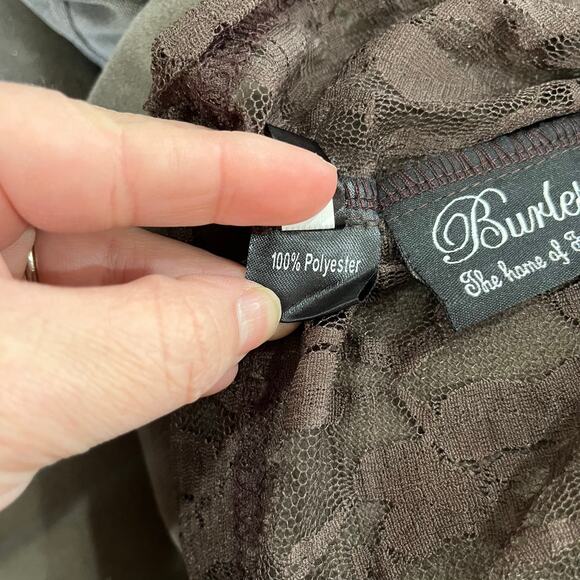 100% Polyester
The home of